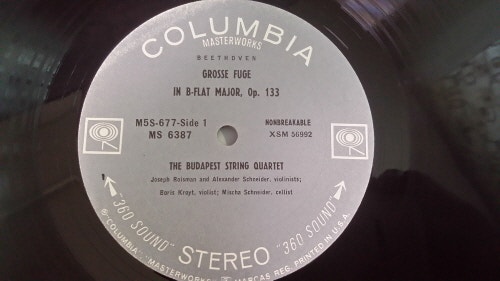 COLUMBIA
MASTERWORKS
BEETHOVEN
GROSSE FUGE
IN B-FLAT MAJOR, Op. 133
M5S-677-Side 1
MS 6387
NONBREAKABLE
XSM 56992
THE BUDAPEST STRING QUARTET
Joseph Roisman and Alexander Schneider, violinists;
Boris Kroyt, violist; Mischa Schneider, cellist
"360 SOUND" STEREO "360 SOUND"
® "COLUMBIA", "MASTERWORKS", MARCAS REG. PRINTED IN U.S.A.